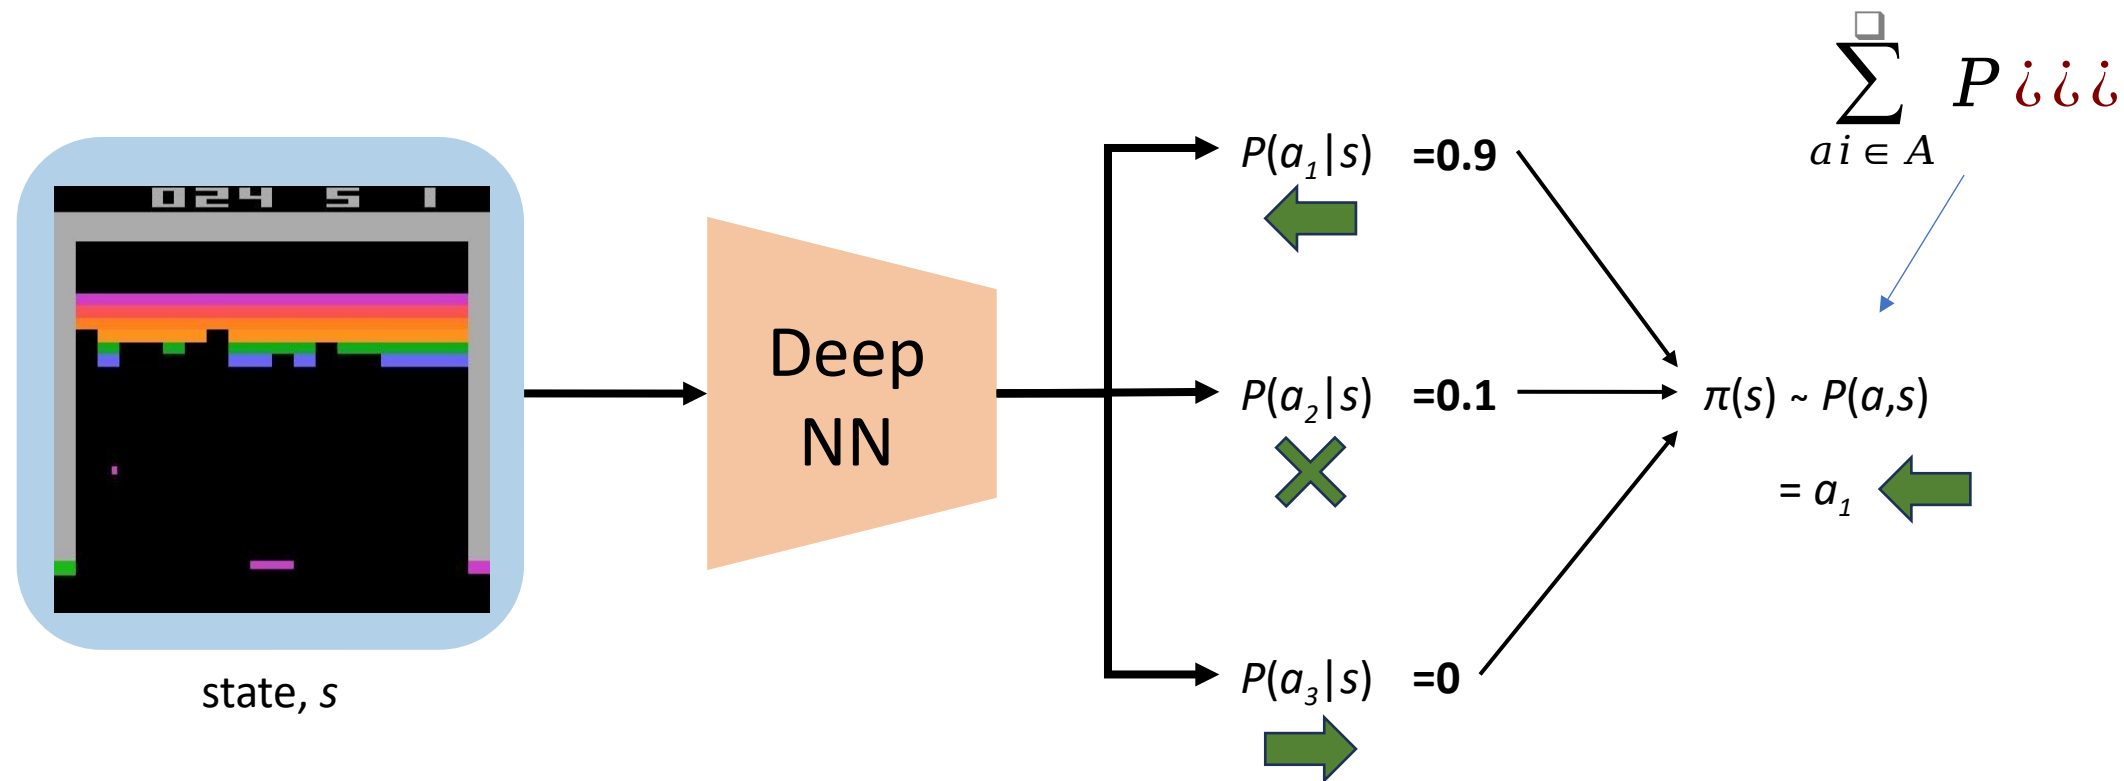 024 5 1
state, s
Deep
NN
P(a₁|s) =0.9
P(a₂|s) =0.1
P(a₃|s) =0
❑
∑ P¿¿¿
ai∈A
π(s) ~ P(a,s)
= a₁